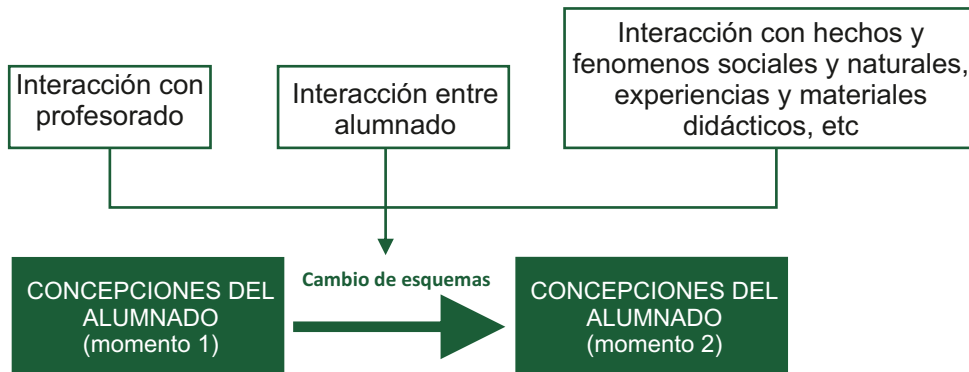 Interacción con
profesorado
Interacción entre
alumnado
Interacción con hechos y
fenomenos sociales y naturales,
experiencias y materiales
didácticos, etc
Cambio de esquemas
CONCEPCIONES DEL
ALUMNADO
(momento 1)
CONCEPCIONES DEL
ALUMNADO
(momento 2)